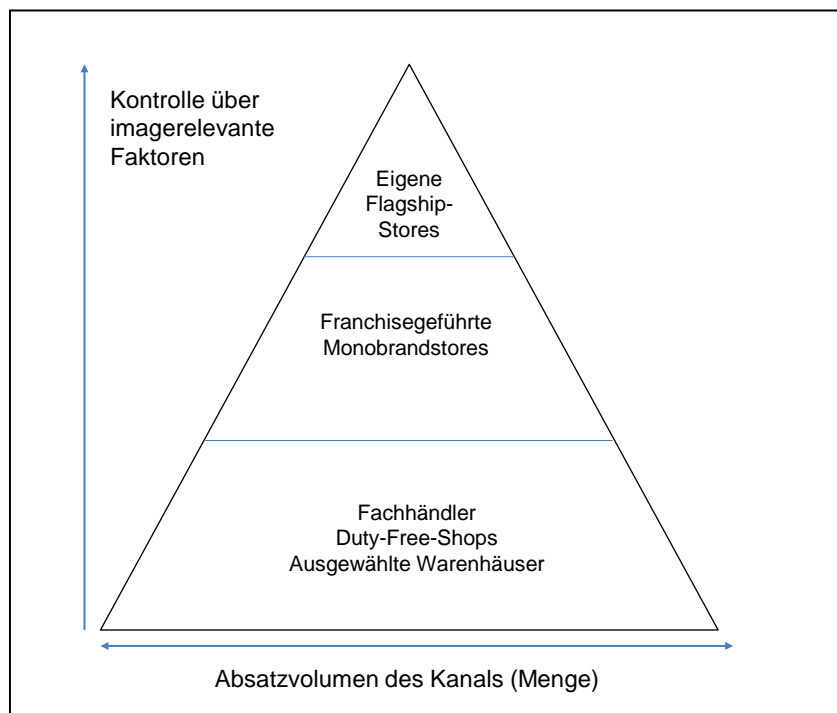 Kontrolle über
imagerelevante
Faktoren
Eigene
Flagship-
Stores
Franchisegeführte
Monobrandstores
Fachhändler
Duty-Free-Shops
Ausgewählte Warenhäuser
Absatzvolumen des Kanals (Menge)